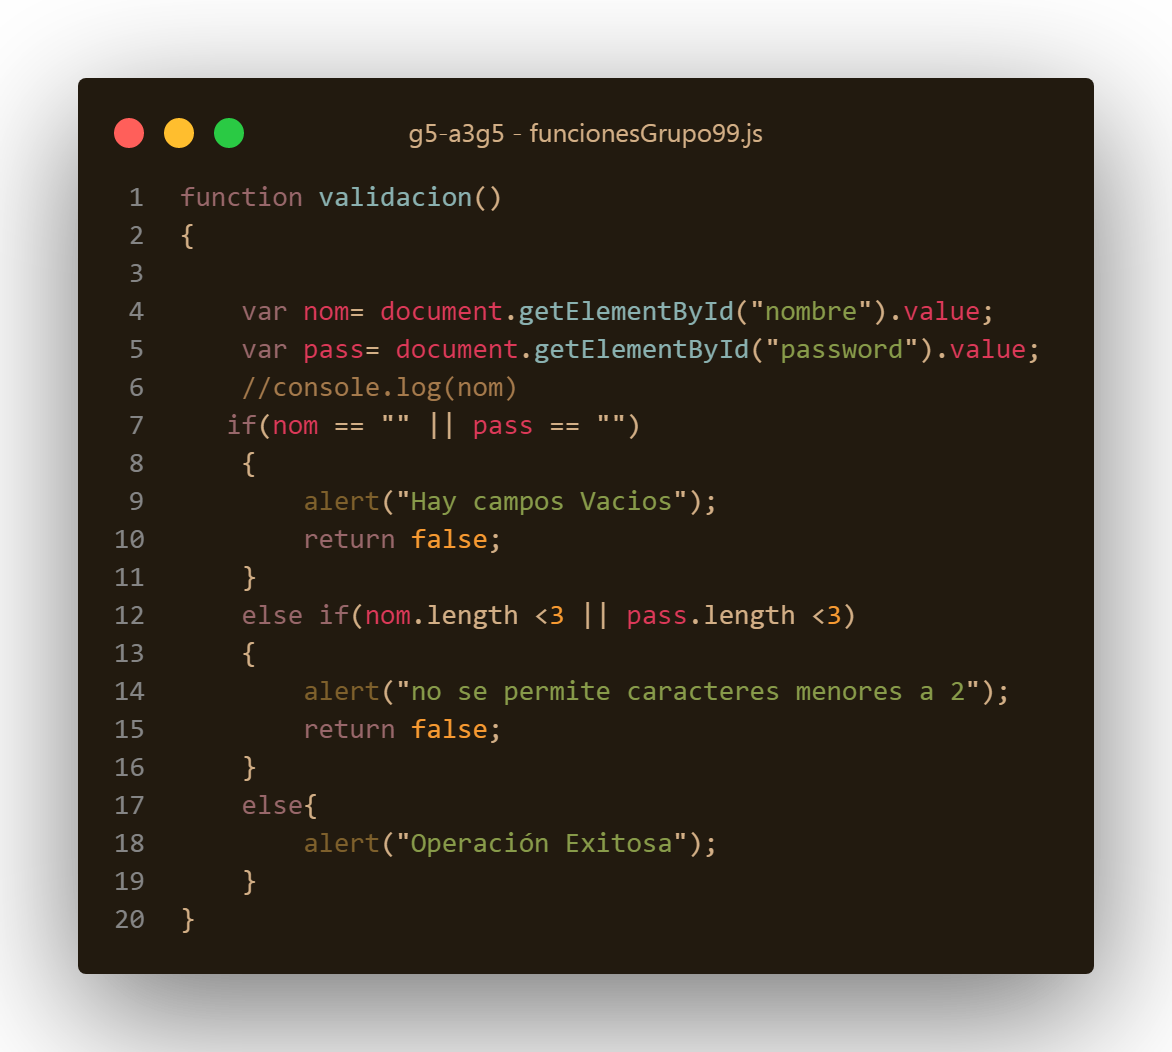 g5-a3g5 - funcionesGrupo99.js
1 function validacion()
2 {
3
4     var nom= document.getElementById("nombre").value;
5     var pass= document.getElementById("password").value;
6     //console.log(nom)
7    if(nom == "" || pass == "")
8     {
9         alert("Hay campos Vacios");
10         return false;
11     }
12     else if(nom.length <3 || pass.length <3)
13     {
14         alert("no se permite caracteres menores a 2");
15         return false;
16     }
17     else{
18         alert("Operación Exitosa");
19     }
20 }